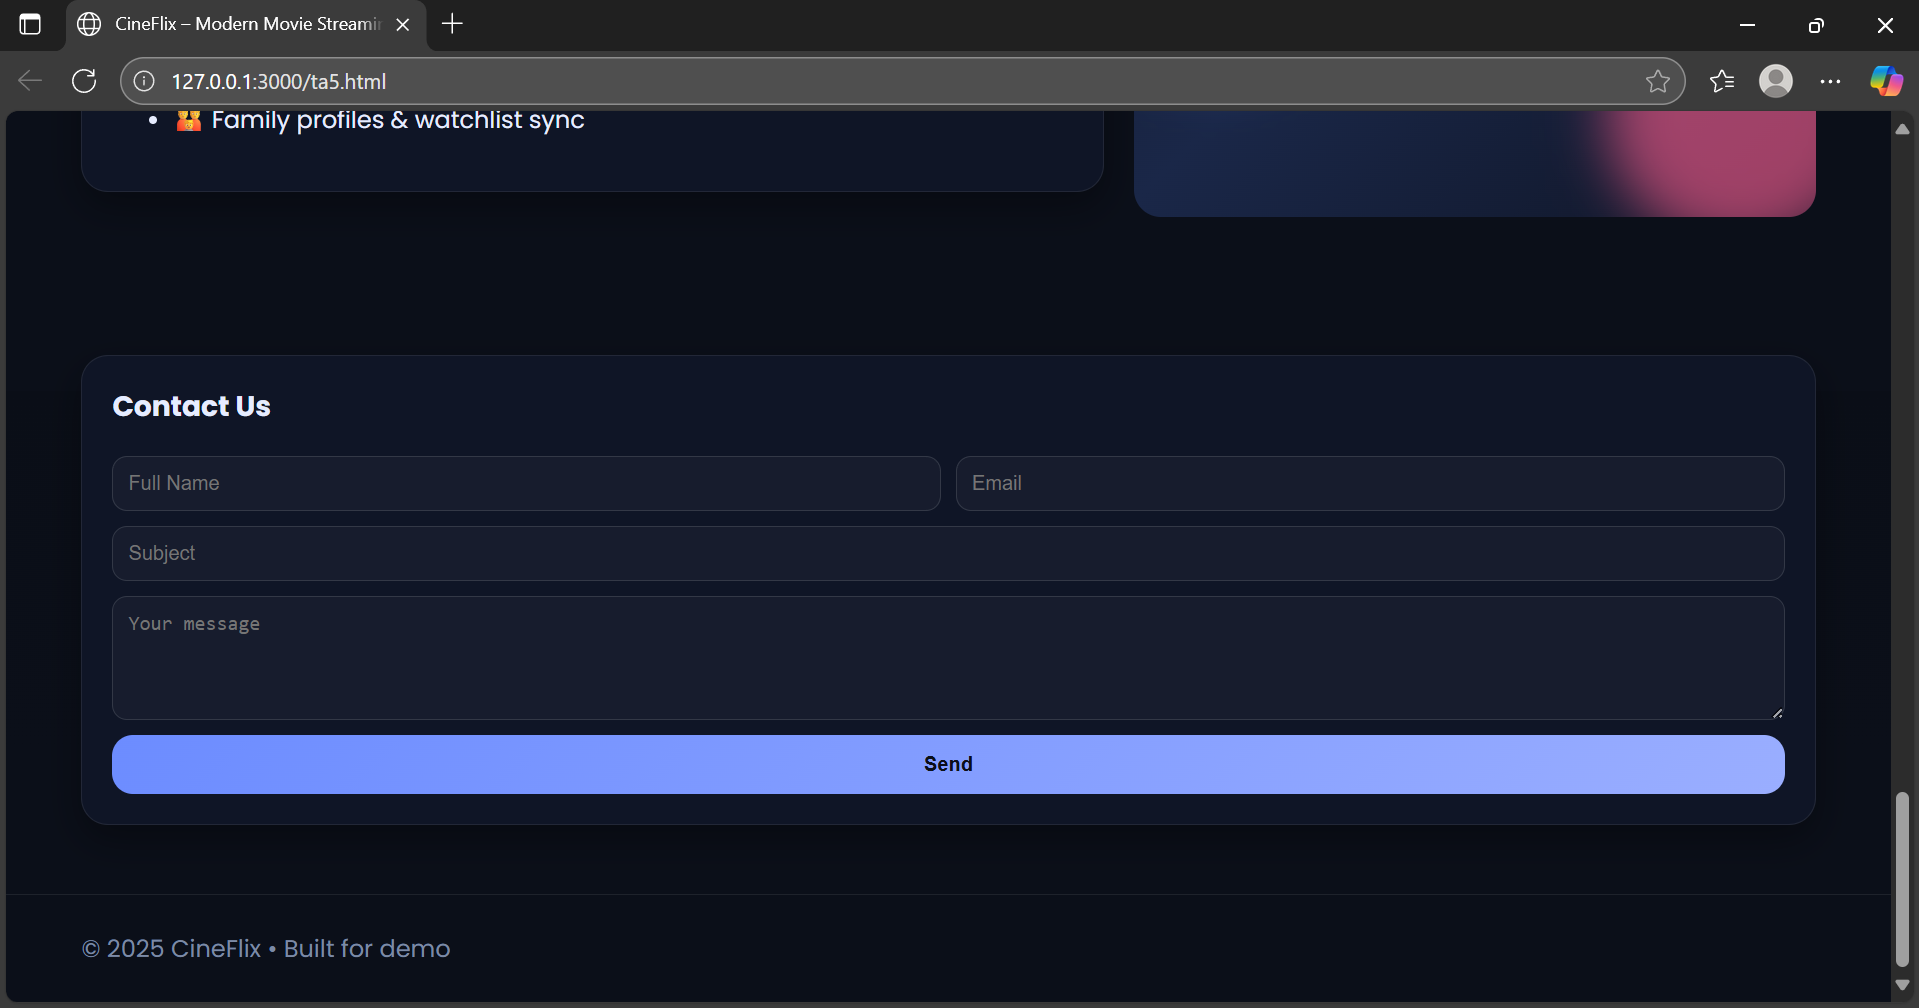 CineFlix – Modern Movie Streami
127.0.0.1:3000/ta5.html
Family profiles & watchlist sync
Contact Us
Full Name
Email
Subject
Your message
Send
© 2025 CineFlix • Built for demo